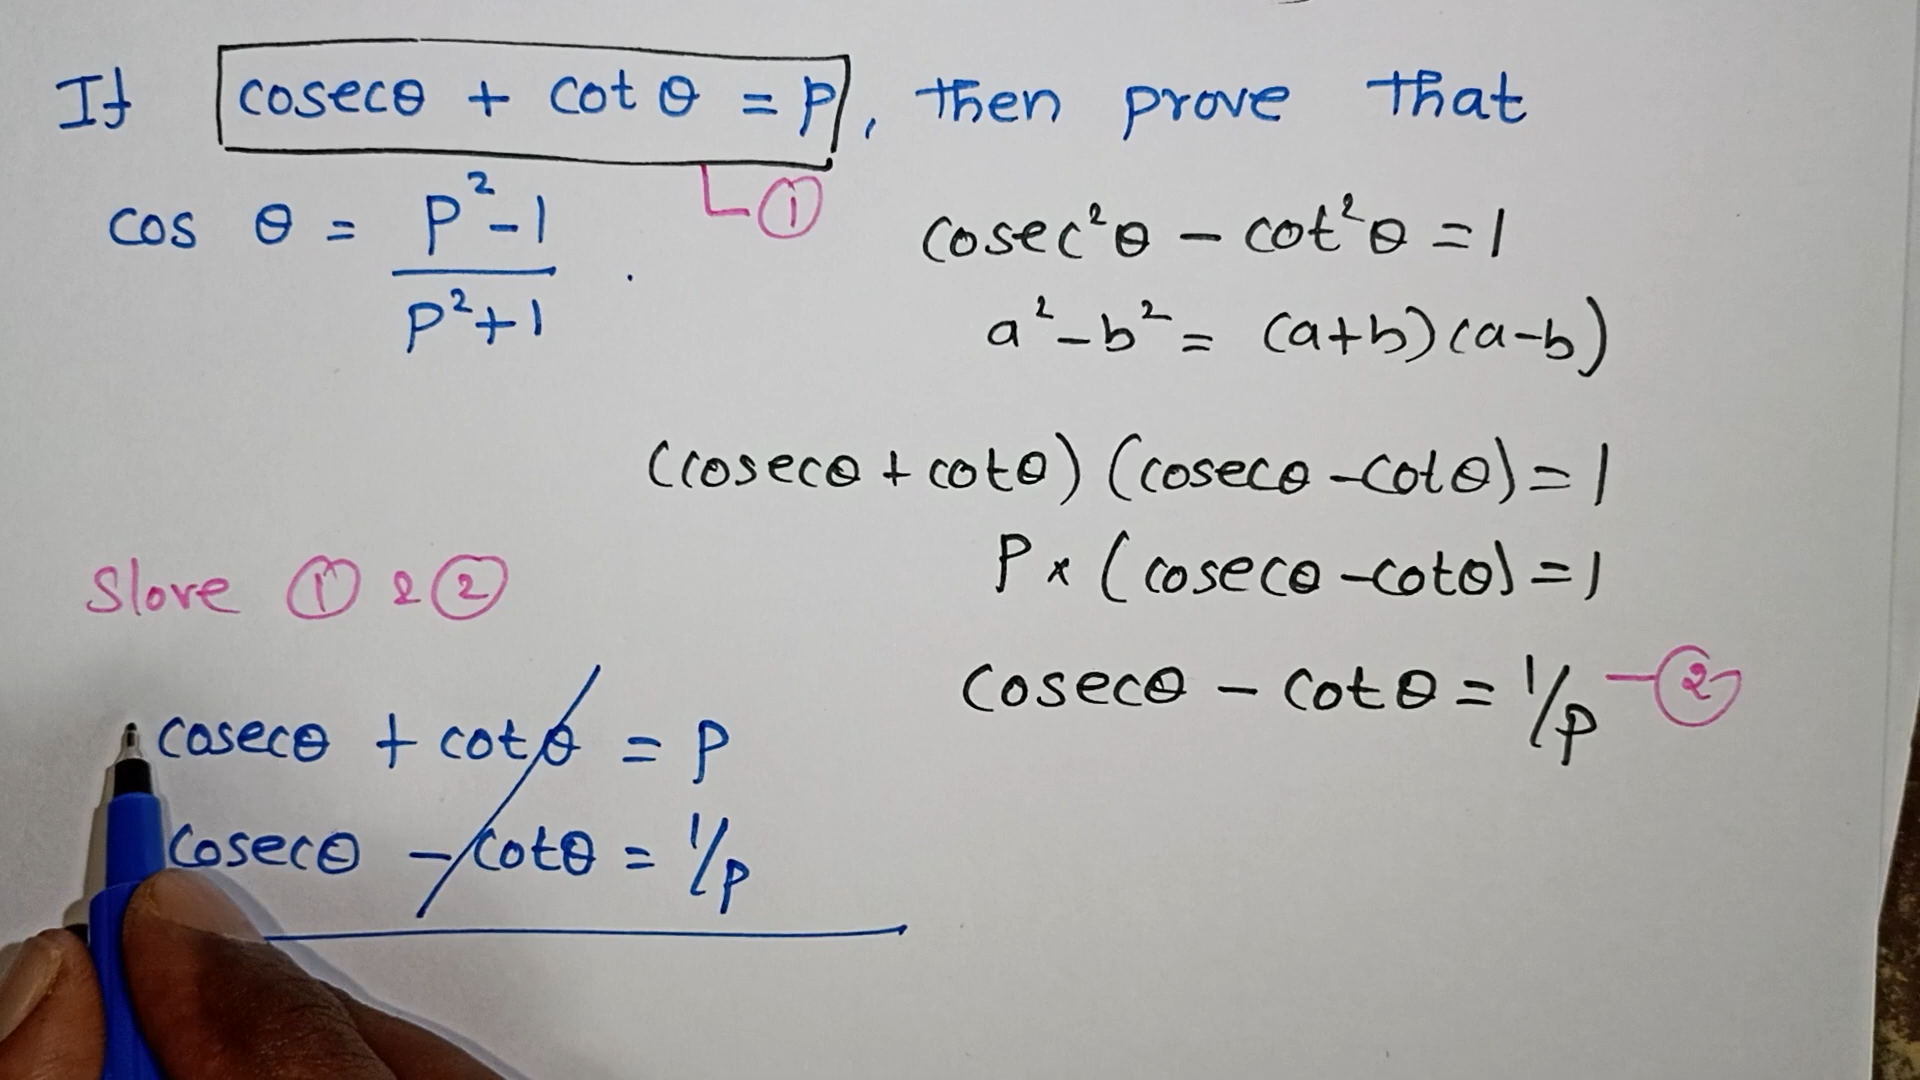 If cosecθ + cot θ = P, then prove that
cos θ = P²-1 / P²+1 .
①
cosec²θ - cot²θ = 1
a² - b² = (a+b) (a-b)
(cosecθ + cotθ) (cosecθ - cotθ) = 1
P × (cosecθ - cotθ) = 1
cosecθ - cotθ = 1/P - ②
Slove ① & ②
cosecθ + cotθ = P
cosecθ - cotθ = 1/P